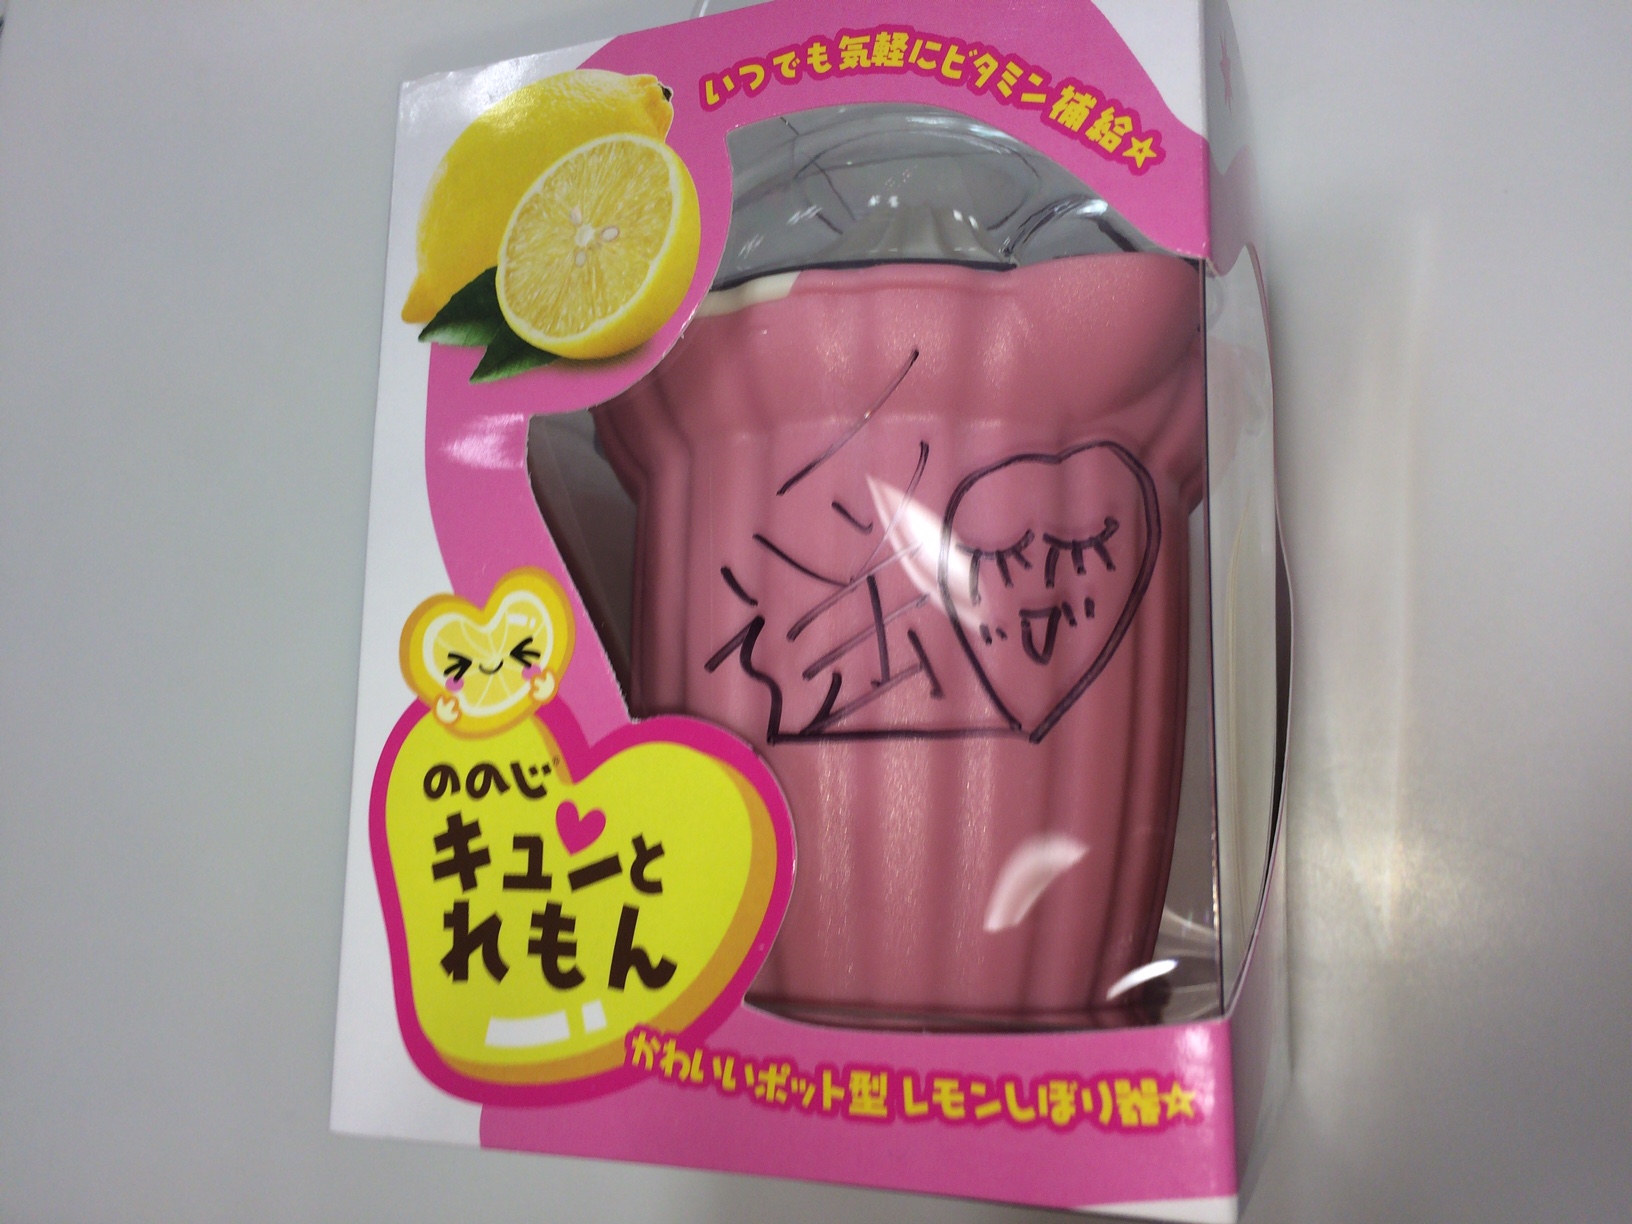 いつでも気軽にビタミン補給☆
ののじ®
キューと
れもん
かわいいポット型 レモンしぼり器☆